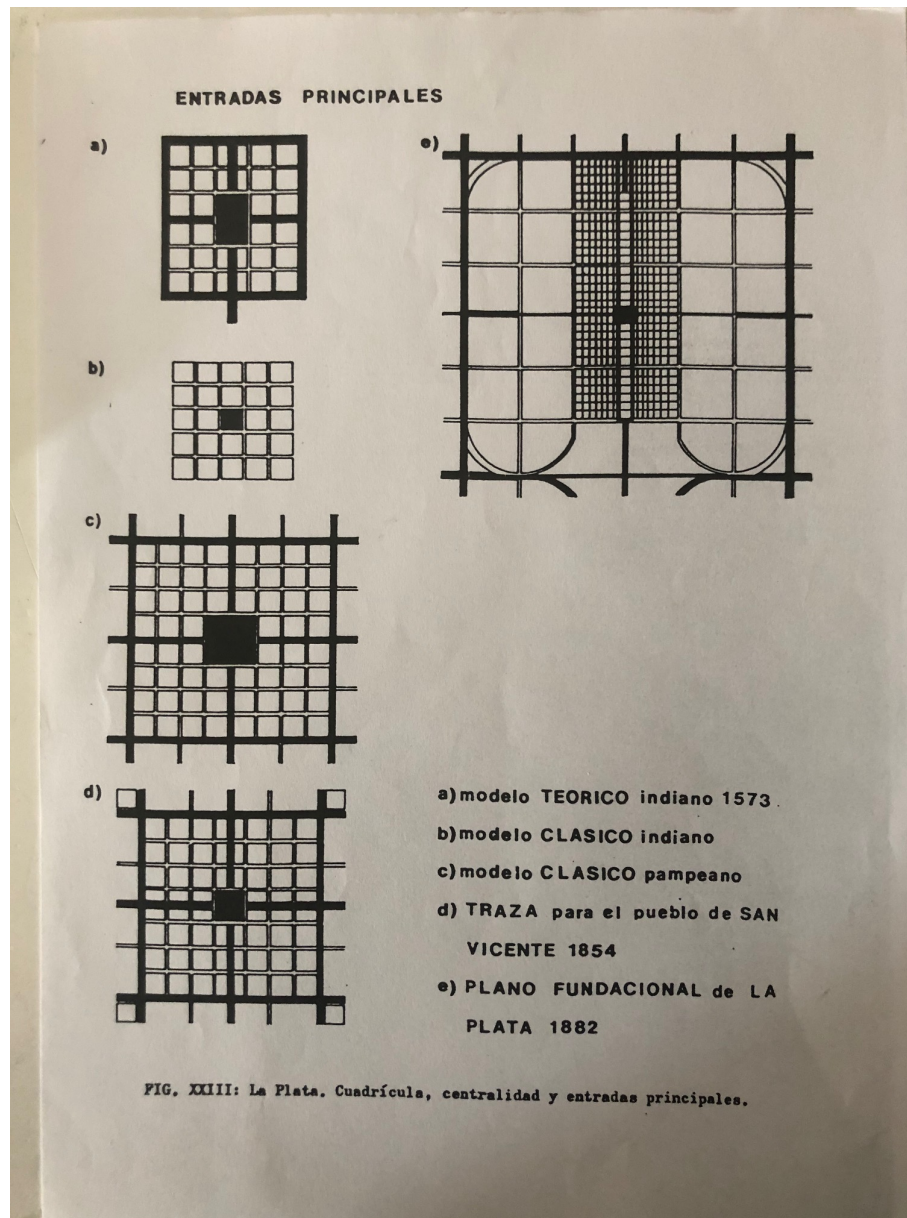 ENTRADAS PRINCIPALES
a)
e)
b)
c)
d)
a) modelo TEORICO indiano 1573.
b) modelo CLASICO indiano
c) modelo CLASICO pampeano
d) TRAZA para el pueblo de SAN
VICENTE 1854
e) PLANO FUNDACIONAL de LA
PLATA 1882
FIG. XXIII: La Plata. Cuadrícula, centralidad y entradas principales.